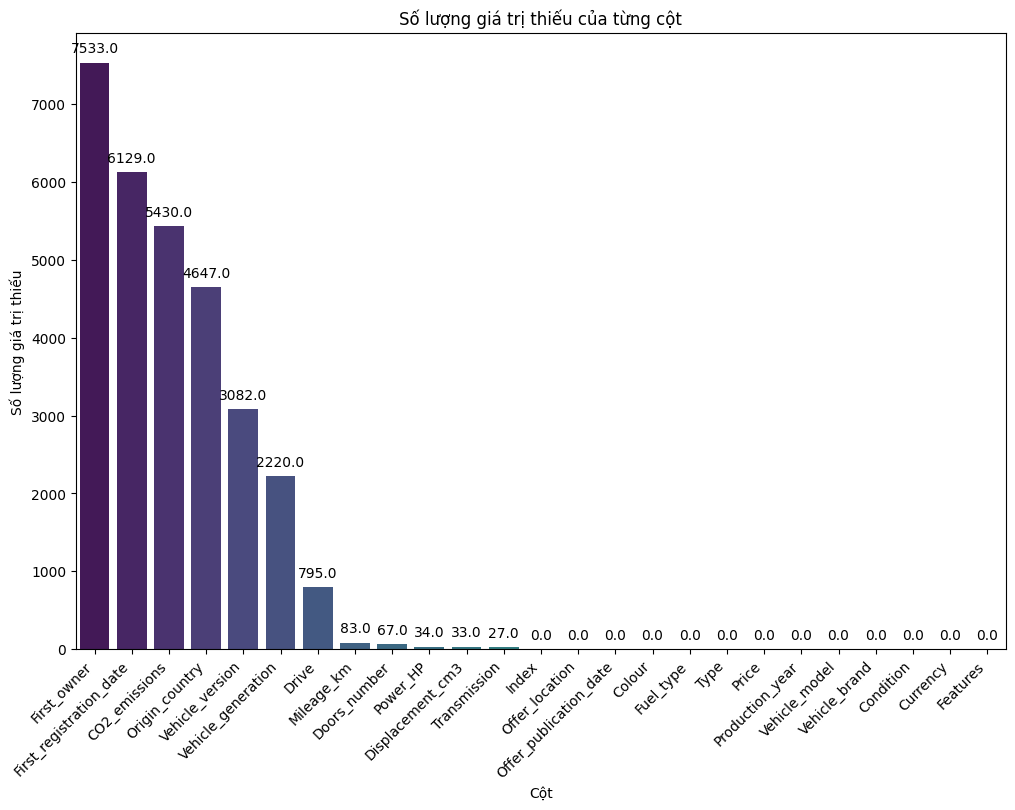 Số lượng giá trị thiếu của từng cột
Số lượng giá trị thiếu
7000
6000
5000
4000
3000
2000
1000
0
7533.0
6129.0
5430.0
4647.0
3082.0
2220.0
795.0
83.0
67.0
34.0
33.0
27.0
0.0
0.0
0.0
0.0
0.0
0.0
0.0
0.0
0.0
0.0
0.0
0.0
0.0
First_owner
First_registration_date
CO2_emissions
Origin_country
Vehicle_version
Vehicle_generation
Drive
Mileage_km
Doors_number
Power_HP
Displacement_cm3
Transmission
Index
Offer_location
Offer_publication_date
Colour
Fuel_type
Type
Price
Production_year
Vehicle_model
Vehicle_brand
Condition
Currency
Features
Cột